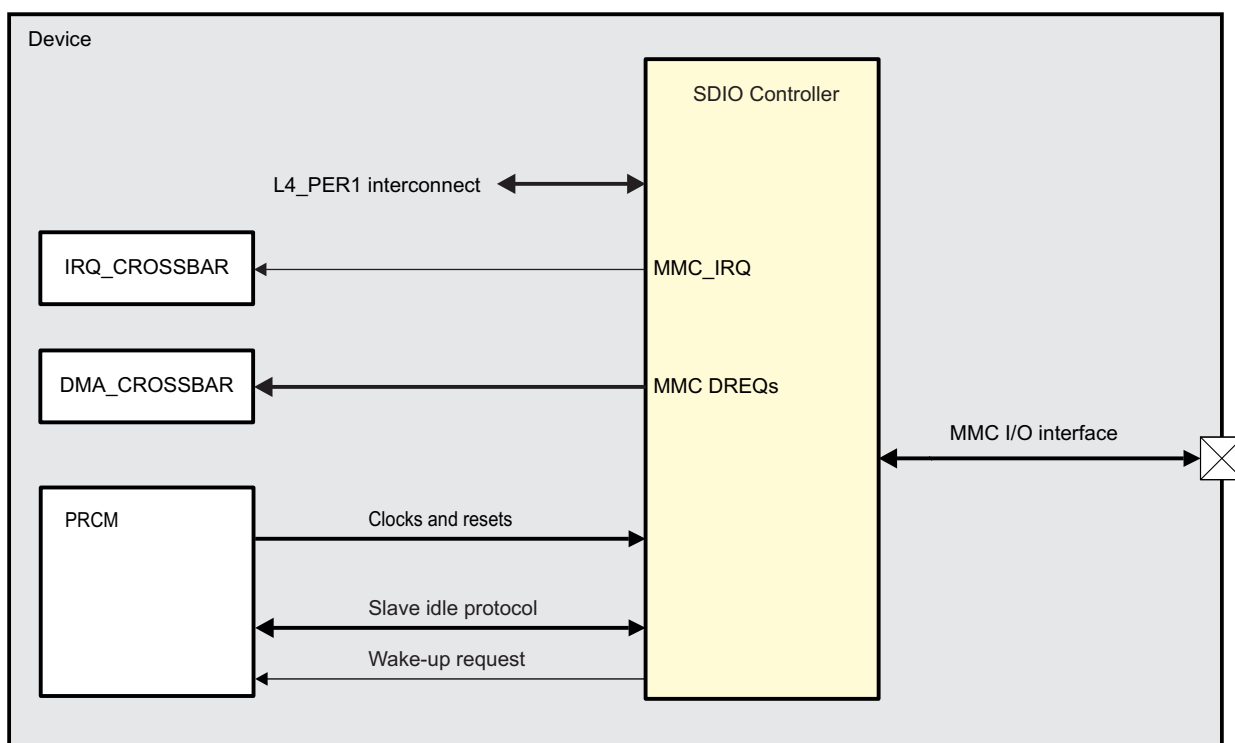 Device
SDIO Controller
L4_PER1 interconnect
IRQ_CROSSBAR
MMC_IRQ
DMA_CROSSBAR
MMC DREQs
MMC I/O interface
PRCM
Clocks and resets
Slave idle protocol
Wake-up request